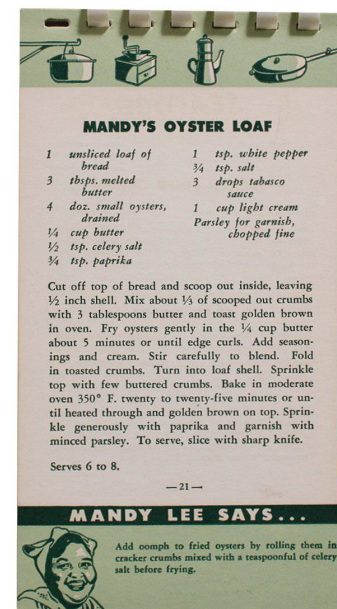 MANDY'S OYSTER LOAF
1 unsliced loaf of
bread
3 tbsps. melted
butter
4 doz. small oysters,
drained
¼ cup butter
½ tsp. celery salt
¾ tsp. paprika
1 tsp. white pepper
¾ tsp. salt
3 drops tabasco
sauce
1 cup light cream
Parsley for garnish,
chopped fine
Cut off top of bread and scoop out inside, leaving
½ inch shell. Mix about ⅓ of scooped out crumbs
with 3 tablespoons butter and toast golden brown
in oven. Fry oysters gently in the ¼ cup butter
about 5 minutes or until edge curls. Add season-
ings and cream. Stir carefully to blend. Fold
in toasted crumbs. Turn into loaf shell. Sprinkle
top with few buttered crumbs. Bake in moderate
oven 350° F. twenty to twenty-five minutes or un-
til heated through and golden brown on top. Sprin-
kle generously with paprika and garnish with
minced parsley. To serve, slice with sharp knife.
Serves 6 to 8.
—21—
MANDY LEE SAYS...
Add oomph to fried oysters by rolling them in
cracker crumbs mixed with a teaspoonful of celery
salt before frying.